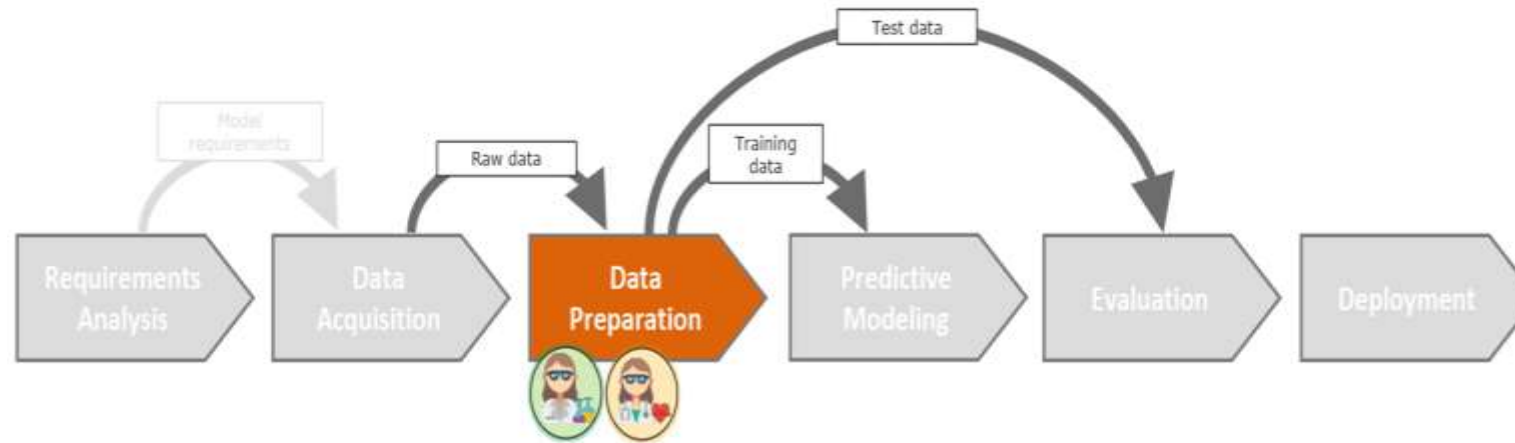 Test data
Model
requirements
Raw data
Training
data
Requirements
Analysis
Data
Acquisition
Data
Preparation
Predictive
Modeling
Evaluation
Deployment